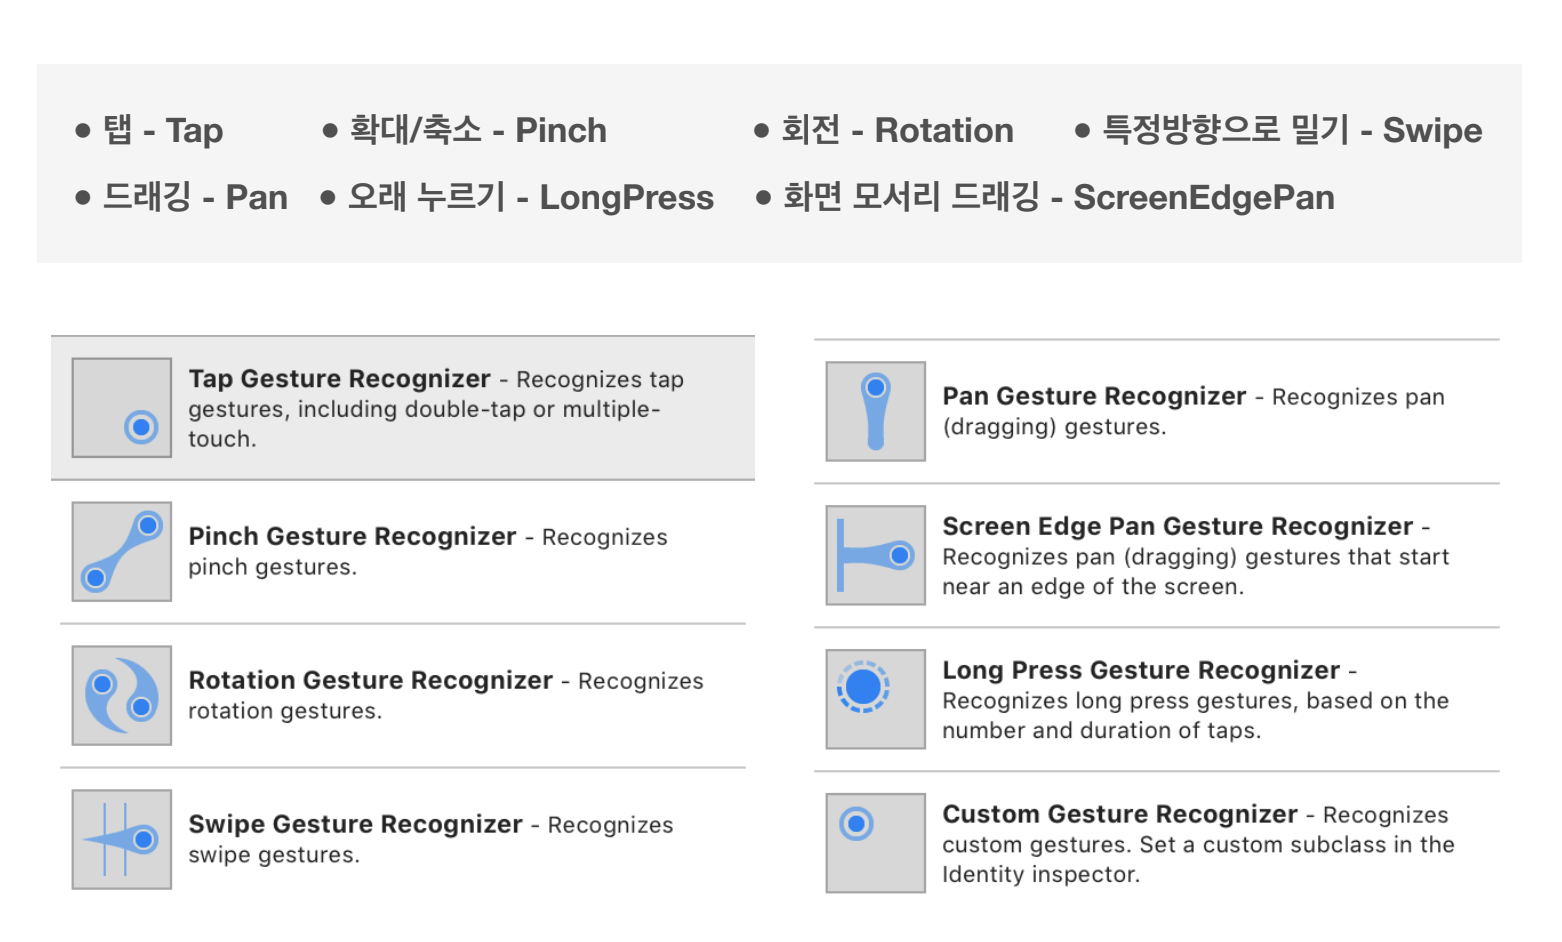 • 탭 - Tap • 확대/축소 - Pinch • 회전 - Rotation • 특정방향으로 밀기 - Swipe
• 드래깅 - Pan • 오래 누르기 - LongPress • 화면 모서리 드래깅 - ScreenEdgePan
Tap Gesture Recognizer - Recognizes tap
gestures, including double-tap or multiple-
touch.
Pinch Gesture Recognizer - Recognizes
pinch gestures.
Rotation Gesture Recognizer - Recognizes
rotation gestures.
Swipe Gesture Recognizer - Recognizes
swipe gestures.
Pan Gesture Recognizer - Recognizes pan
(dragging) gestures.
Screen Edge Pan Gesture Recognizer -
Recognizes pan (dragging) gestures that start
near an edge of the screen.
Long Press Gesture Recognizer -
Recognizes long press gestures, based on the
number and duration of taps.
Custom Gesture Recognizer - Recognizes
custom gestures. Set a custom subclass in the
Identity inspector.